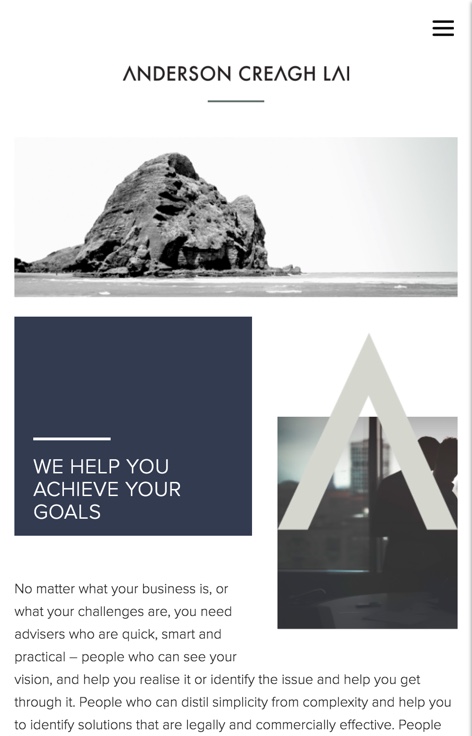 ANDERSON CREAGH LAI
WE HELP YOU
ACHIEVE YOUR
GOALS
No matter what your business is, or
what your challenges are, you need
advisers who are quick, smart and
practical – people who can see your
vision, and help you realise it or identify the issue and help you get
through it. People who can distil simplicity from complexity and help you
to identify solutions that are legally and commercially effective. People